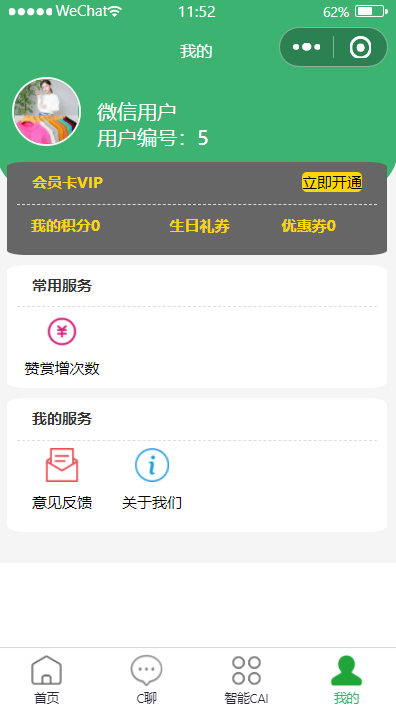 WeChat 11:52 62%
我的
微信用户
用户编号：5
会员卡VIP 立即开通
我的积分0 生日礼券 优惠券0
常用服务
赞赏增次数
我的服务
意见反馈 关于我们
首页 C聊 智能CAI 我的